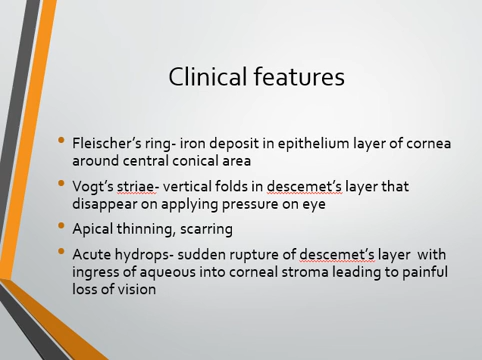 Clinical features
Fleischer's ring- iron deposit in epithelium layer of cornea
around central conical area
Vogt's striae- vertical folds in descemet's layer that
disappear on applying pressure on eye
Apical thinning, scarring
Acute hydrops- sudden rupture of descemet's layer with
ingress of aqueous into corneal stroma leading to painful
loss of vision